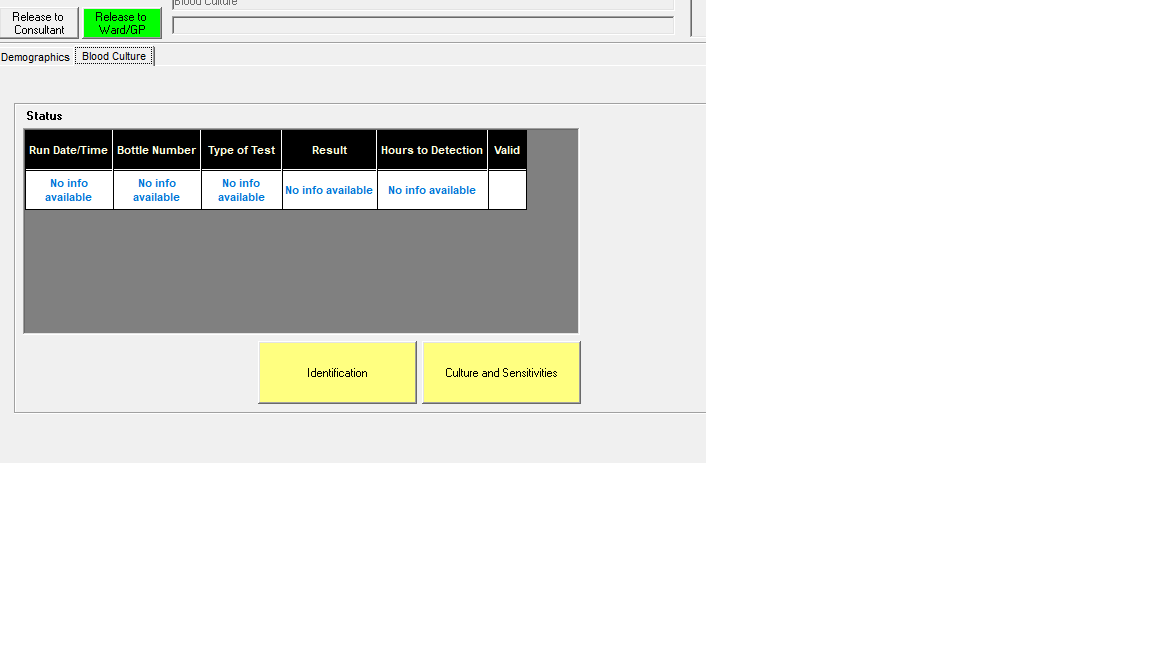 Blood Culture
Release to
Consultant
Release to
Ward/GP
Demographics
Blood Culture
Status
Run Date/Time Bottle Number Type of Test Result Hours to Detection Valid
No info
available
No info
available
No info
available
No info available
No info available
Identification
Culture and Sensitivities